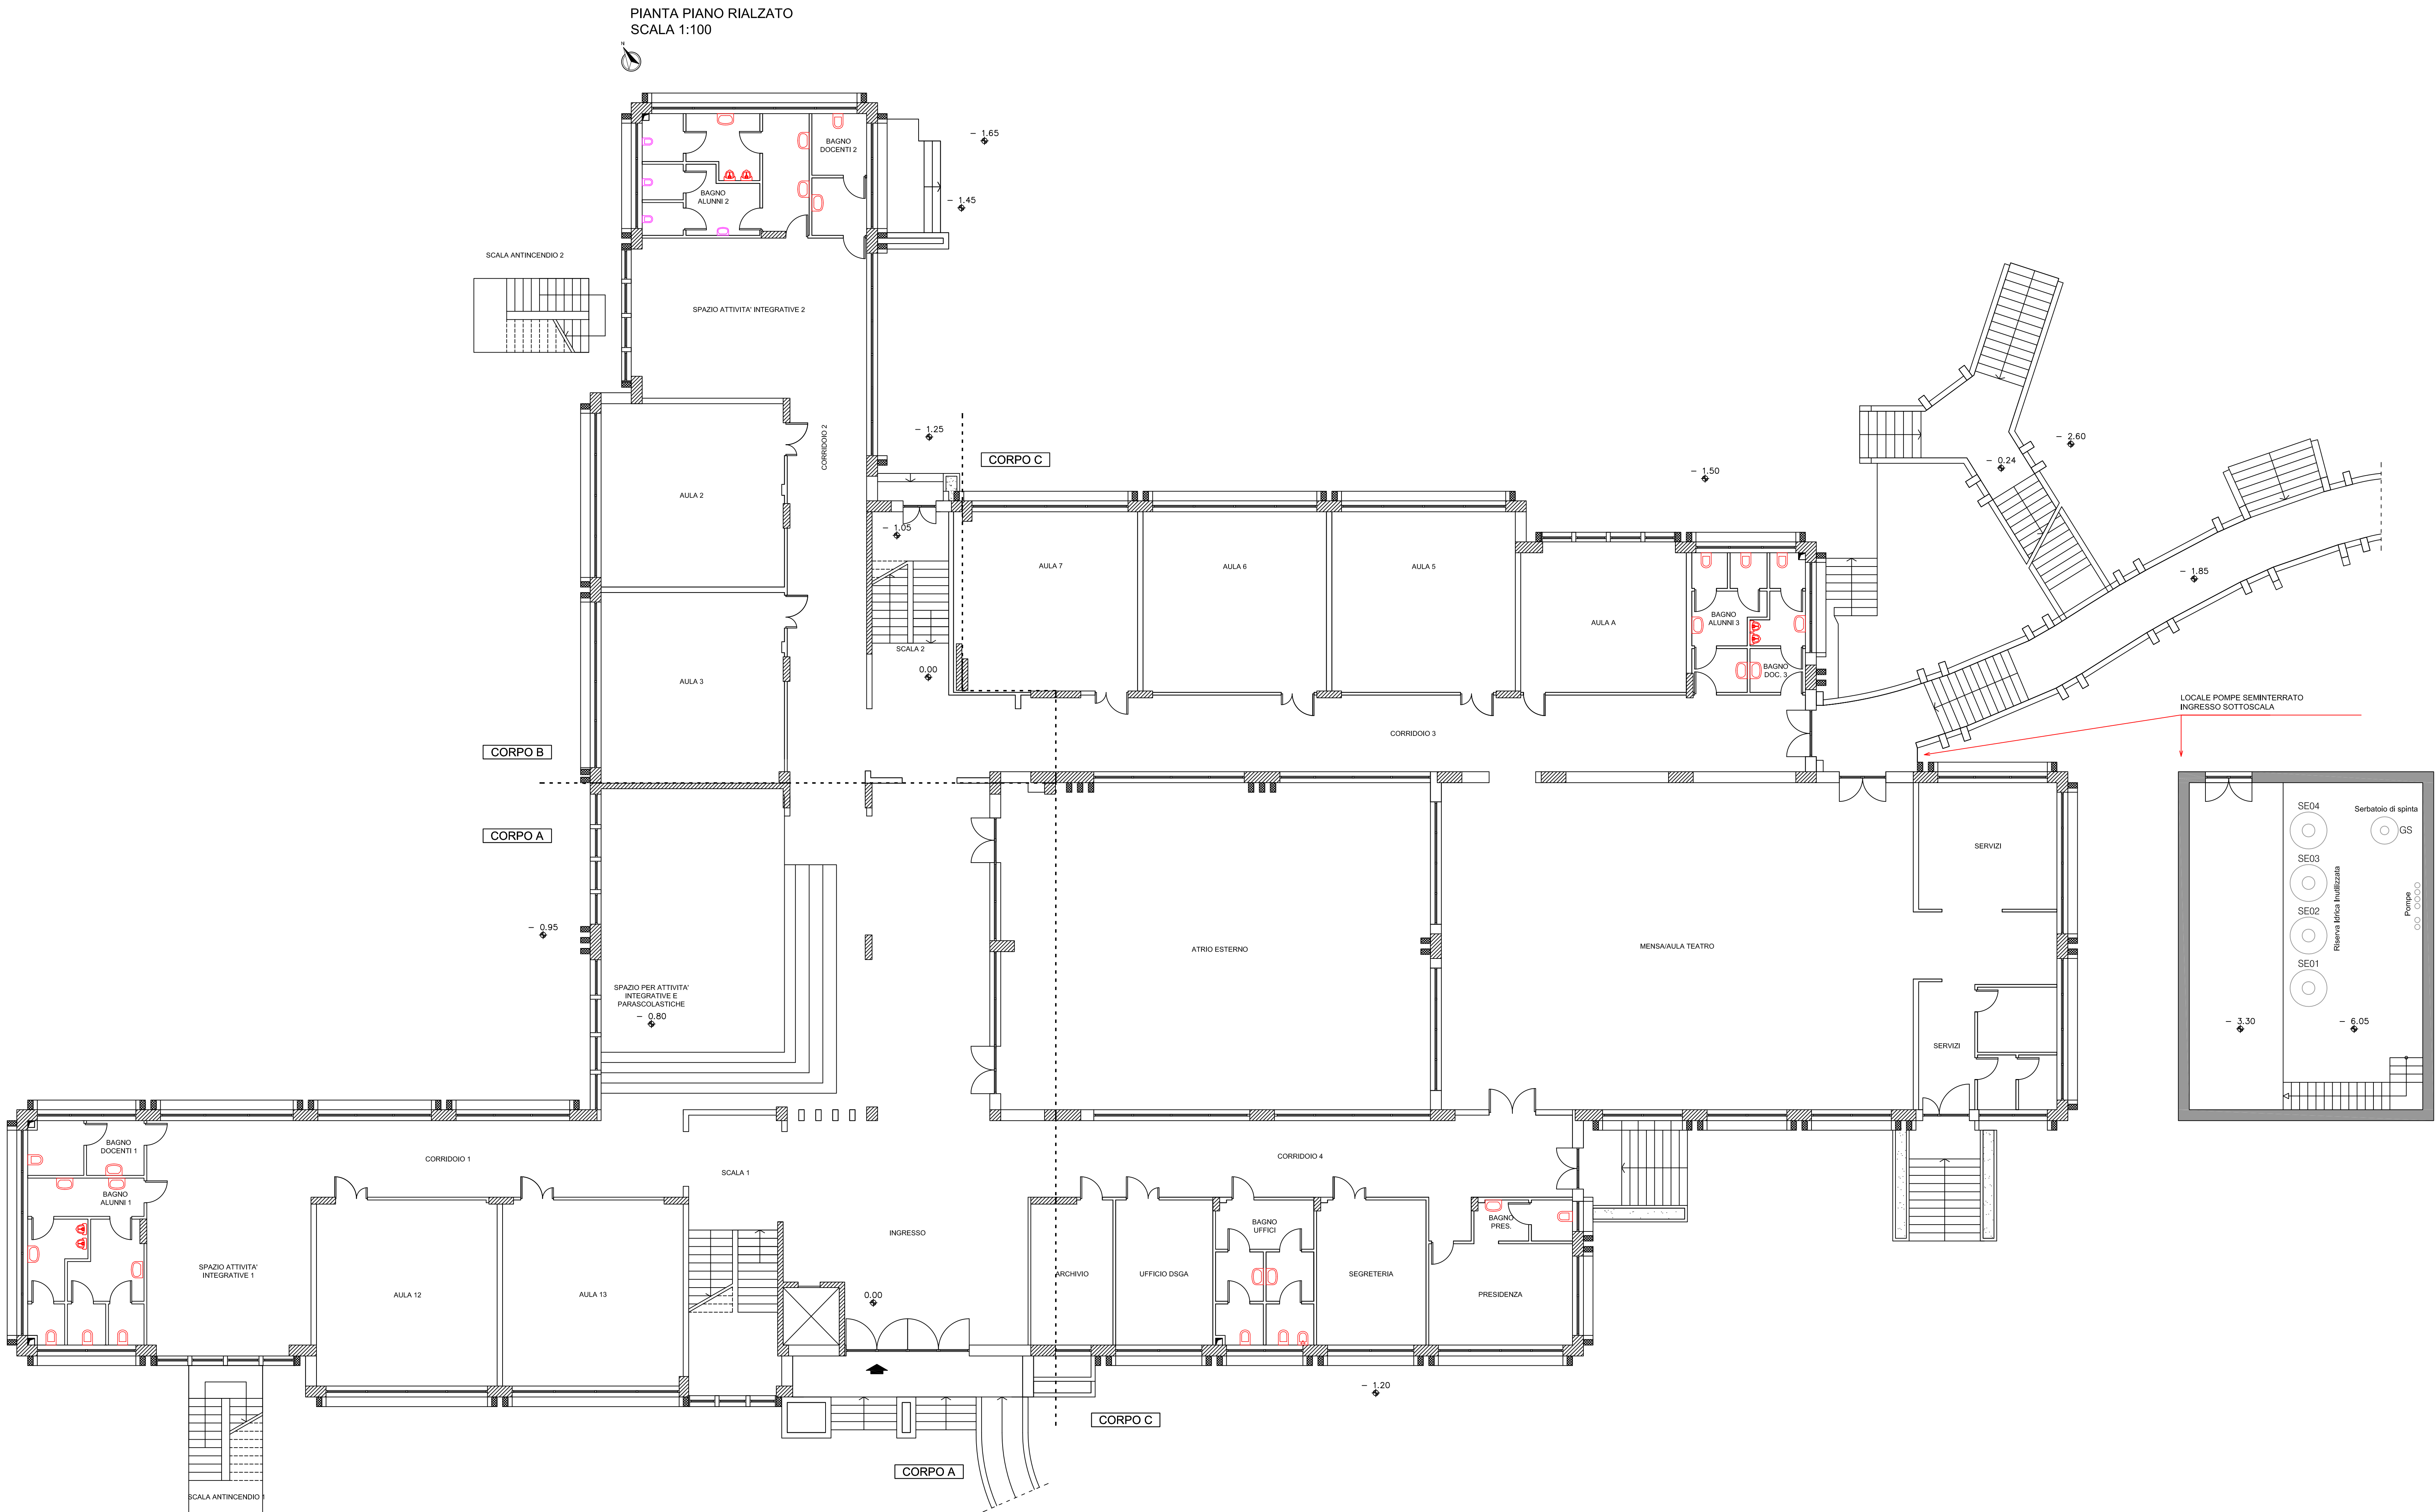 PIANTA PIANO RIALZATO
SCALA 1:100
N
BAGNO
DOCENTI 2
BAGNO
ALUNNI 2
− 1.65
− 1.45
SCALA ANTINCENDIO 2
SPAZIO ATTIVITA' INTEGRATIVE 2
CORRIDOIO 2
− 1.25
CORPO C
− 1.50
− 2.60
− 0.24
AULA 2
− 1.05
AULA 7
AULA 6
AULA 5
− 1.85
AULA A
BAGNO
ALUNNI 3
SCALA 2
0.00
BAGNO
DOC. 3
AULA 3
LOCALE POMPE SEMINTERRATO
INGRESSO SOTTOSCALA
CORRIDOIO 3
CORPO B
CORPO A
SE04
Serbatoio di spinta
GS
SERVIZI
SE03
Riserva Idrica Inutilizzata
Pompe
SE02
SE01
− 0.95
ATRIO ESTERNO
MENSA/AULA TEATRO
SPAZIO PER ATTIVITA'
INTEGRATIVE E
PARASCOLASTICHE
− 0.80
− 3.30
− 6.05
SERVIZI
BAGNO
DOCENTI 1
CORRIDOIO 1
SCALA 1
CORRIDOIO 4
BAGNO
ALUNNI 1
INGRESSO
BAGNO
UFFICI
BAGNO
PRES.
SPAZIO ATTIVITA'
INTEGRATIVE 1
ARCHIVIO
UFFICIO DSGA
SEGRETERIA
AULA 12
AULA 13
0.00
PRESIDENZA
− 1.20
CORPO C
CORPO A
SCALA ANTINCENDIO 1